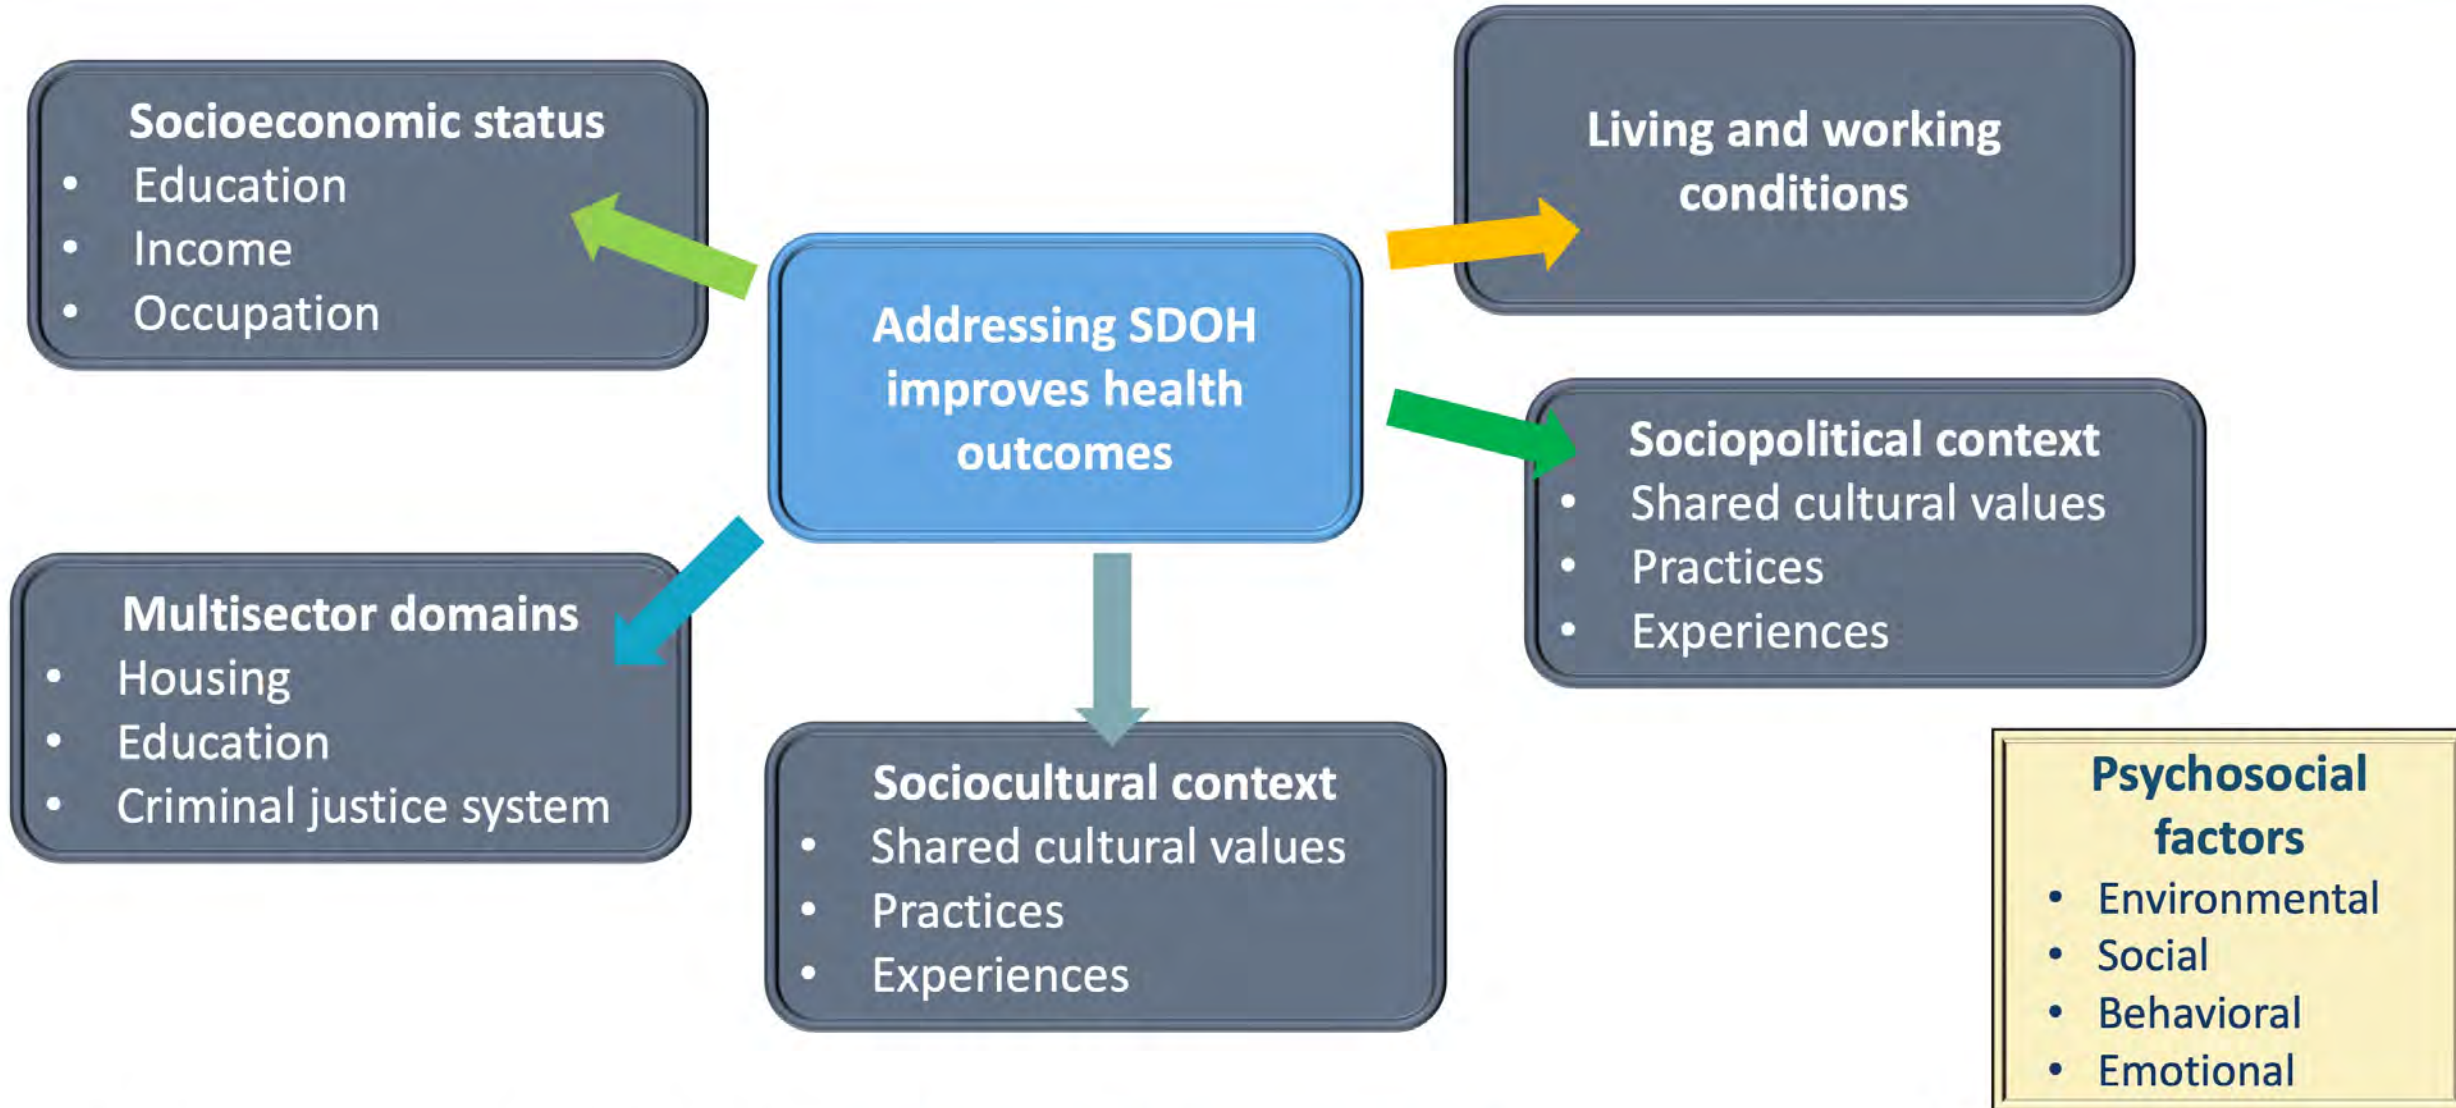 Socioeconomic status
• Education
• Income
• Occupation
Living and working
conditions
Addressing SDOH
improves health
outcomes
Sociopolitical context
• Shared cultural values
• Practices
• Experiences
Multisector domains
• Housing
• Education
• Criminal justice system
Sociocultural context
• Shared cultural values
• Practices
• Experiences
Psychosocial
factors
• Environmental
• Social
• Behavioral
• Emotional